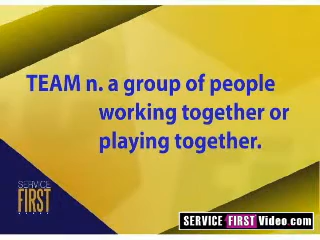 TEAM n. a group of people
working together or
playing together.
SERVICE
FIRST
SERVICE FIRST Video.com